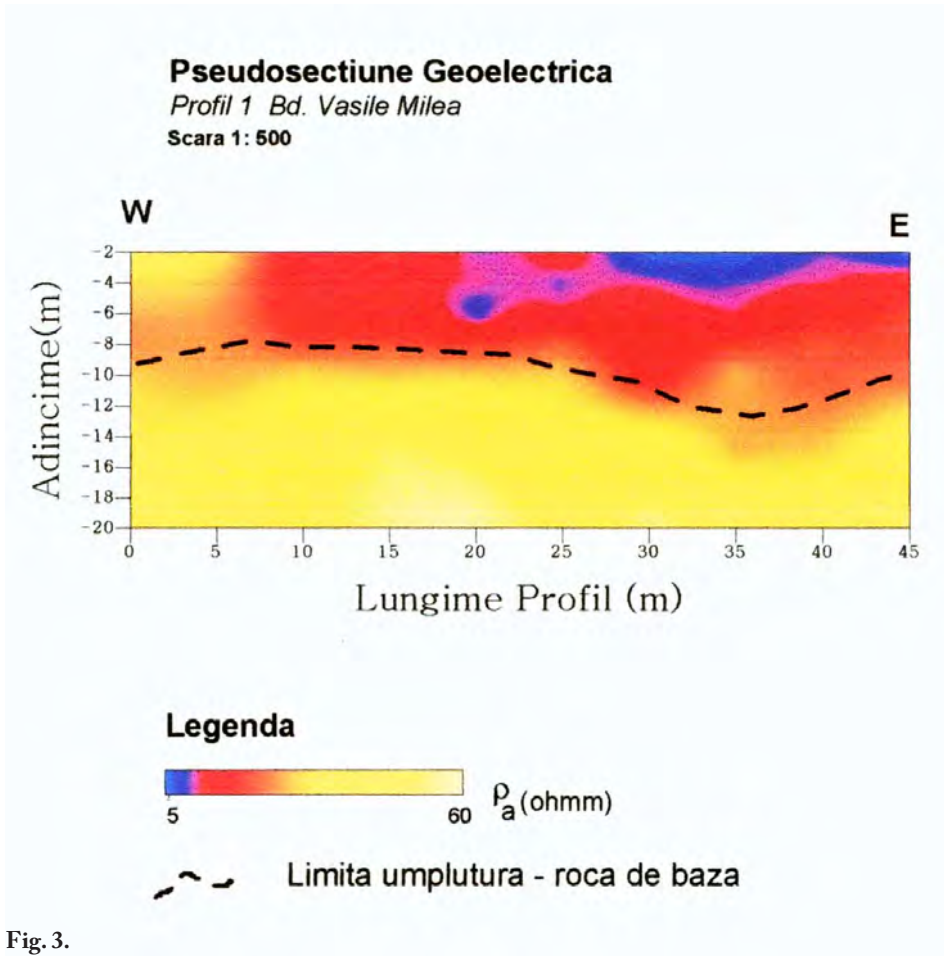 Pseudosectiune Geoelectrica
Profil 1 Bd. Vasile Milea
Scara 1: 500
W
E
-2
-4
-6
-8
-10
-12
-14
-16
-18
-20
Adincime(m)
0 5 10 15 20 25 30 35 40 45
Lungime Profil (m)
Legenda
5 60 ρa (ohmm)
Limita umplutura - roca de baza
Fig. 3.